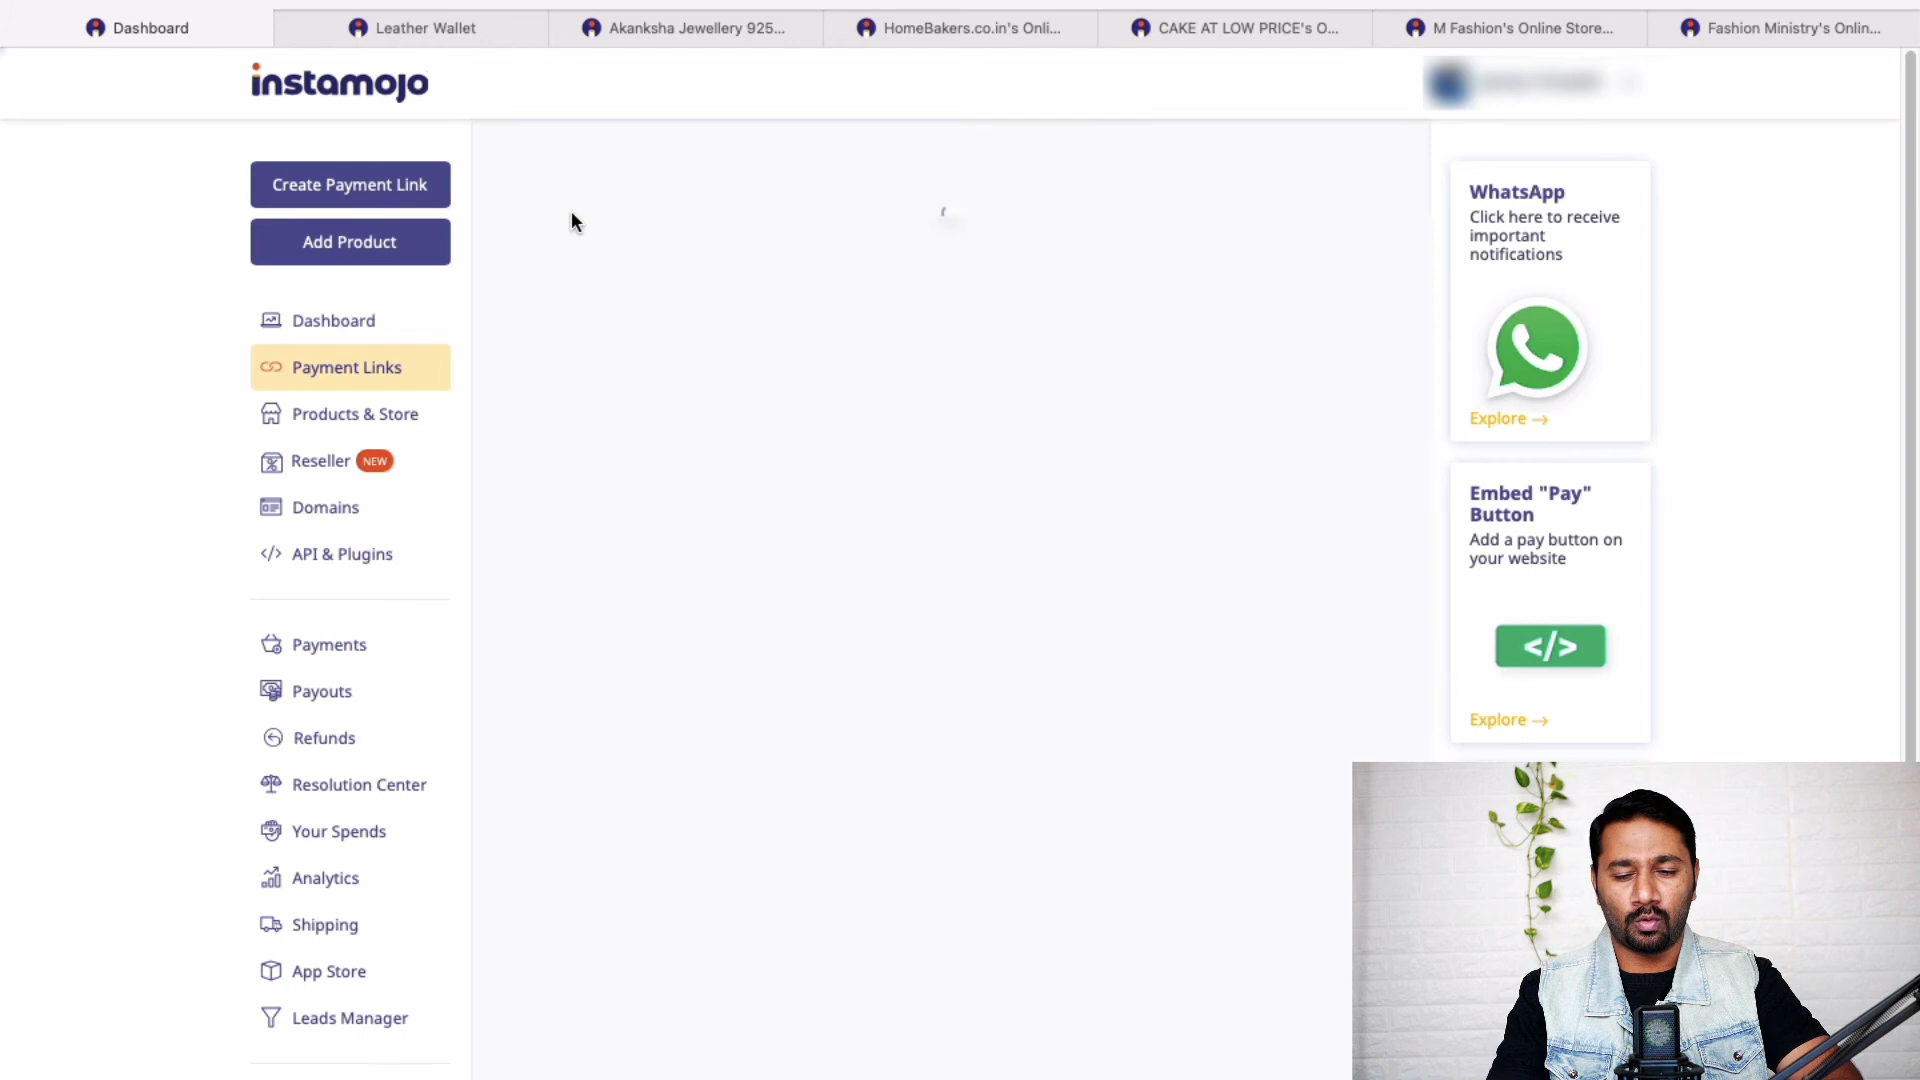 Dashboard
Leather Wallet
Akanksha Jewellery 925...
HomeBakers.co.in's Onli...
CAKE AT LOW PRICE's O...
M Fashion's Online Store...
Fashion Ministry's Onlin...
instamojo
Create Payment Link
Add Product
Dashboard
Payment Links
Products & Store
Reseller NEW
Domains
API & Plugins
Payments
Payouts
Refunds
Resolution Center
Your Spends
Analytics
Shipping
App Store
Leads Manager
WhatsApp
Click here to receive
important
notifications
Explore →
Embed "Pay"
Button
Add a pay button on
your website
</>
Explore →